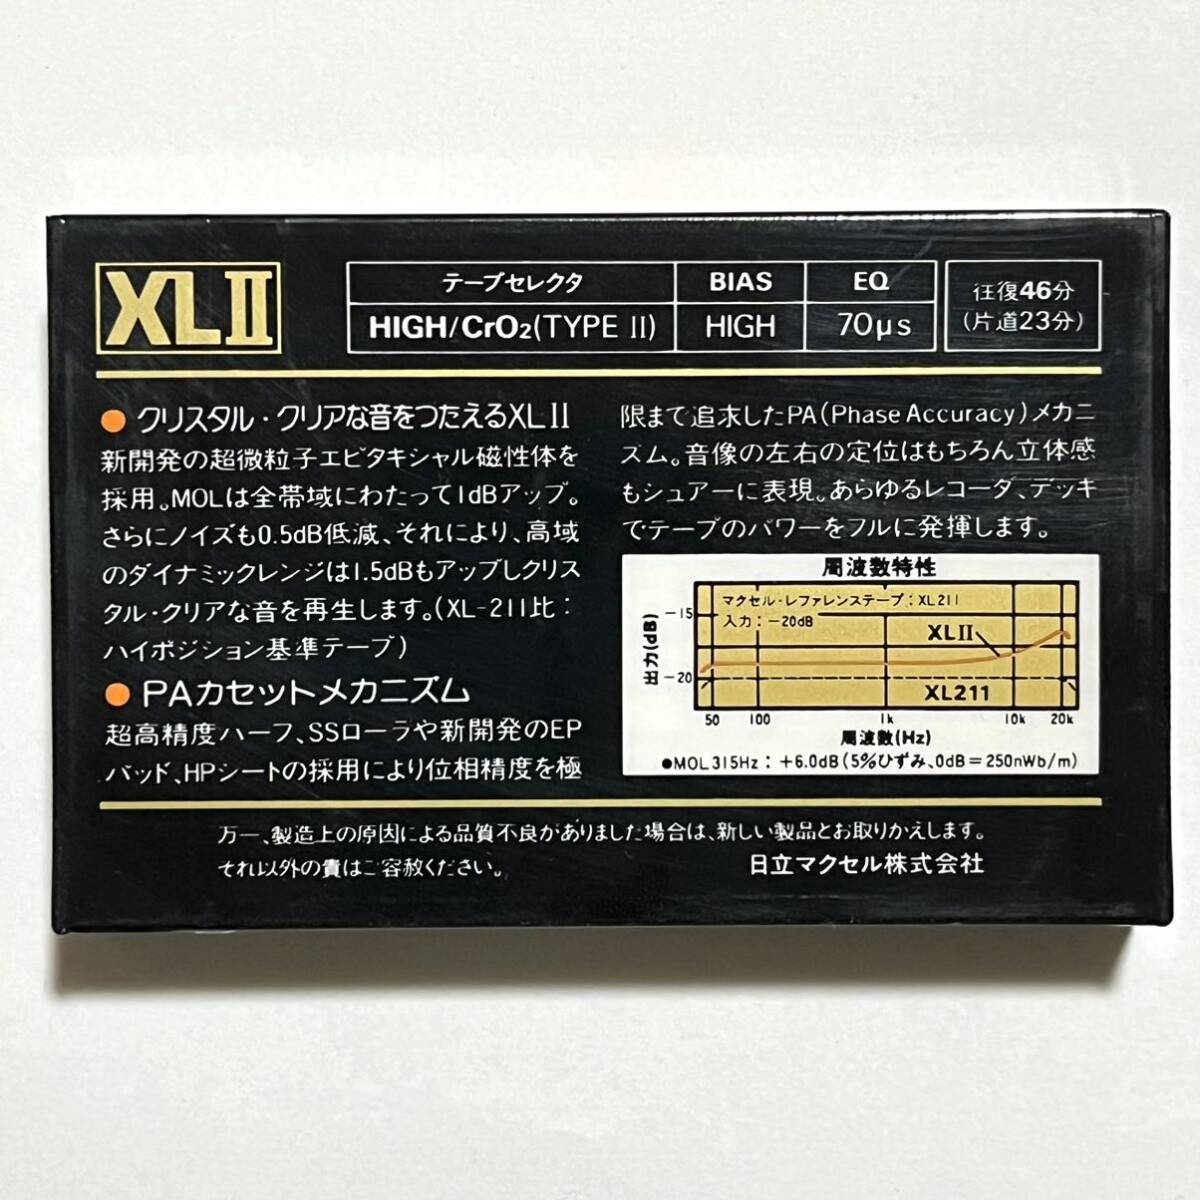 XLII
テープセレクタ BIAS EQ
HIGH/CrO₂(TYPE II) HIGH 70μs
往復46分
(片道23分)
● クリスタル・クリアな音をつたえるXLII
新開発の超微粒子エピタキシャル磁性体を
採用。MOLは全帯域にわたって1dBアップ。
さらにノイズも0.5dB低減、それにより、高域
のダイナミックレンジは1.5dBもアップしクリス
タル・クリアな音を再生します。(XL-211比:
ハイポジション基準テープ)
● PAカセットメカニズム
超高精度ハーフ、SSローラや新開発のEP
パッド、HPシートの採用により位相精度を極
限まで追求したPA(Phase Accuracy)メカニ
ズム。音像の左右の定位はもちろん立体感
もシュアーに表現。あらゆるレコーダ、デッキ
でテープのパワーをフルに発揮します。
周波数特性
マクセル・レファレンステープ:XL211
入力:-20dB
出力(dB)
-15
-20
XLII
XL211
50 100 1k 10k 20k
周波数(Hz)
●MOL315Hz: +6.0dB(5%ひずみ、0dB=250nWb/m)
万一、製造上の原因による品質不良がありました場合は、新しい製品とお取りかえします。
それ以外の責はご容赦ください。
日立マクセル株式会社